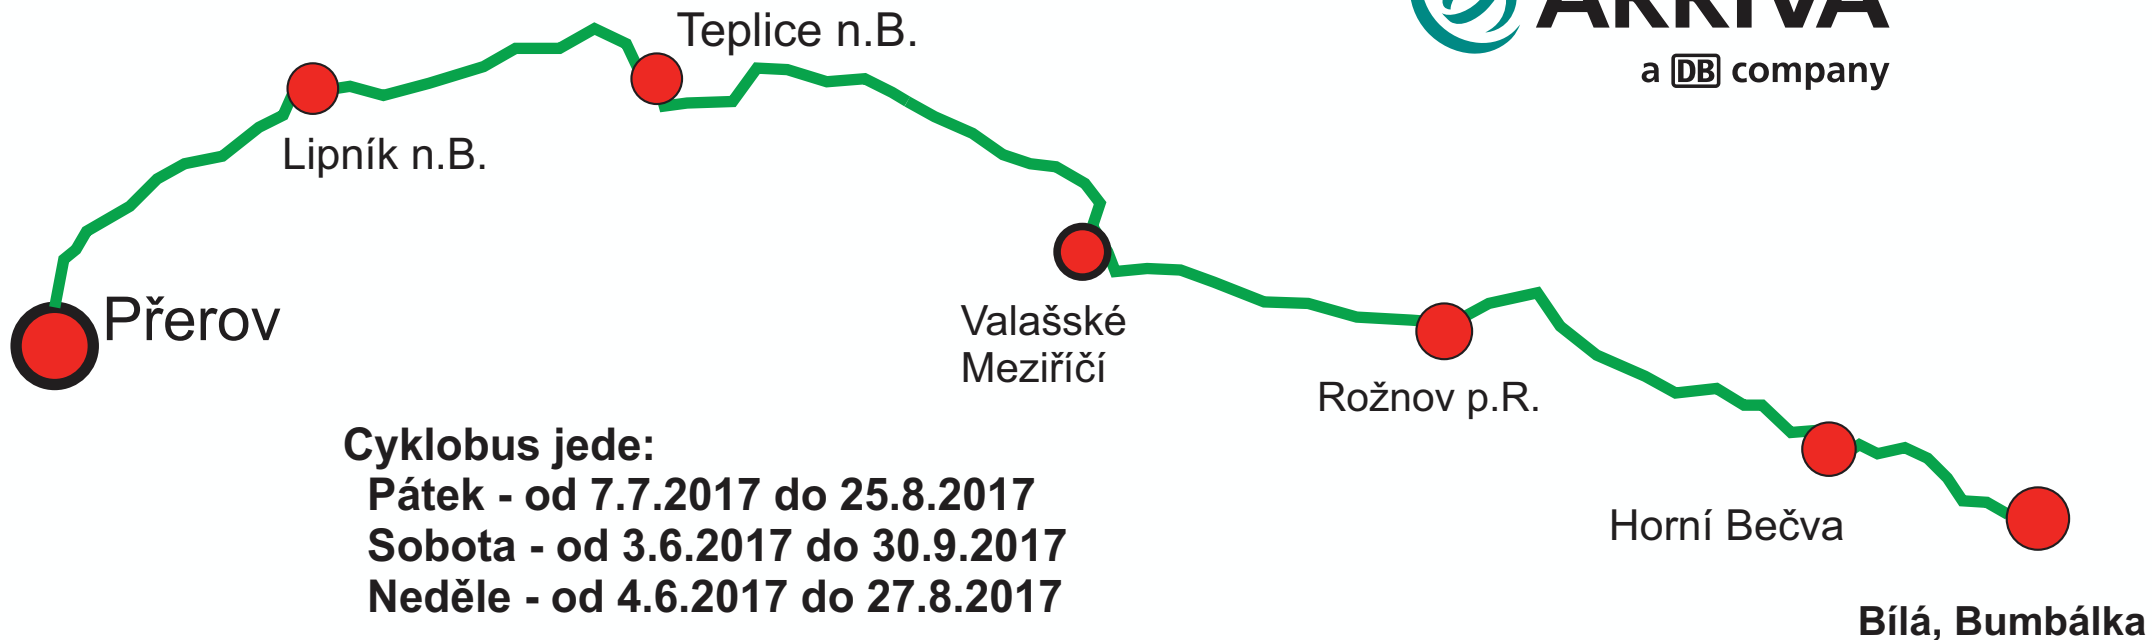 Teplice n.B.
ARRIVA
a DB company
Lipník n.B.
Přerov
Valašské
Meziříčí
Rožnov p.R.
Cyklobus jede:
Pátek - od 7.7.2017 do 25.8.2017
Sobota - od 3.6.2017 do 30.9.2017
Neděle - od 4.6.2017 do 27.8.2017
Horní Bečva
Bílá, Bumbálka